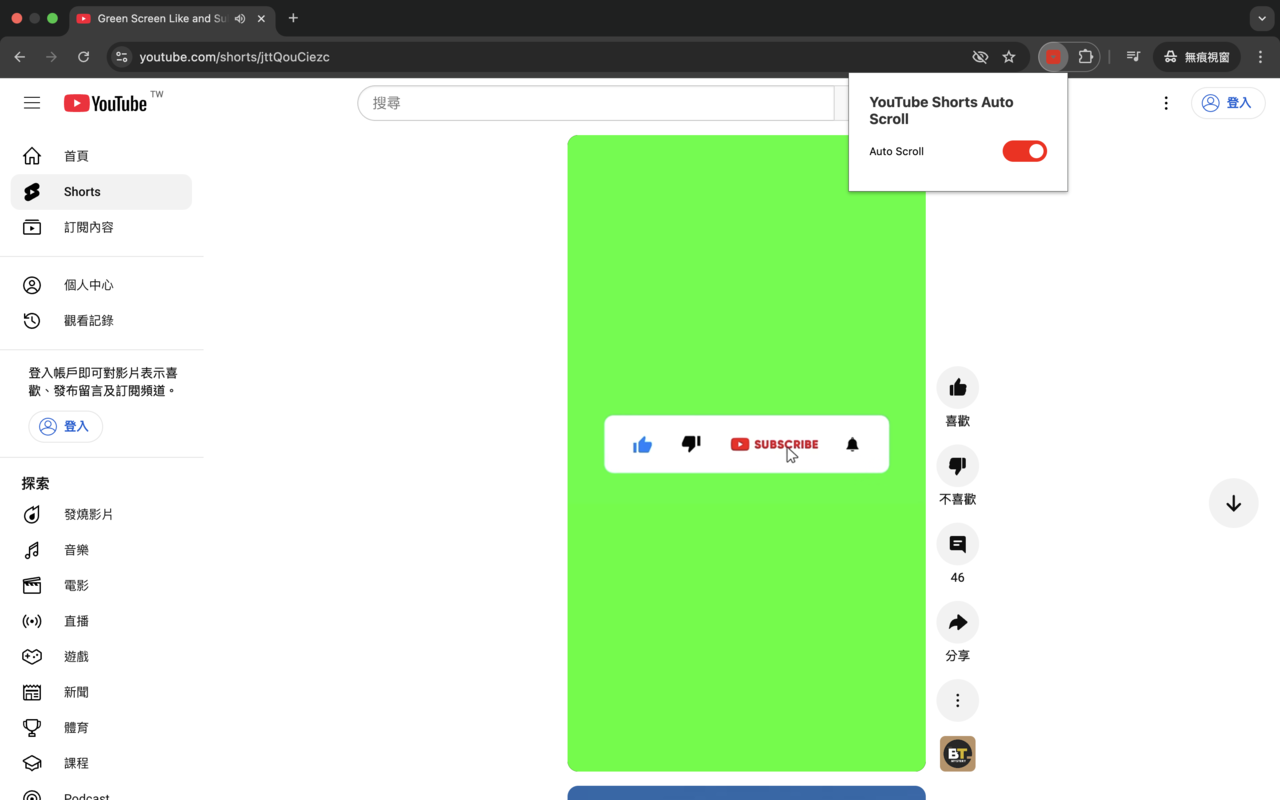 Green Screen Like and Su
youtube.com/shorts/jttQouCiezc
無痕視窗
YouTube TW
搜尋
登入
YouTube Shorts Auto
Scroll
Auto Scroll
首頁
Shorts
訂閱內容
個人中心
觀看記錄
登入帳戶即可對影片表示喜
歡、發布留言及訂閱頻道。
登入
探索
發燒影片
音樂
電影
直播
遊戲
新聞
體育
課程
Podcast
SUBSCRIBE
喜歡
不喜歡
46
分享
BT